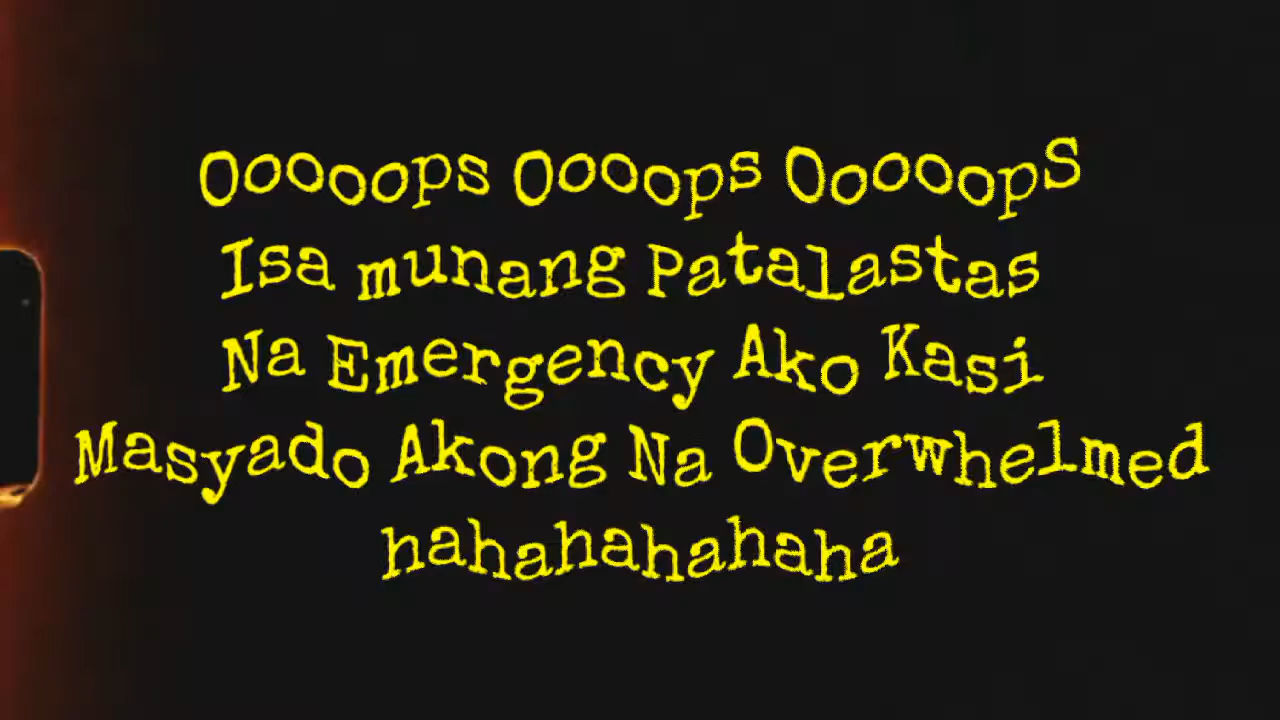 Ooooops Oooops OooooopS
Isa munang Patalastas
Na Emergency Ako Kasi
Masyado Akong Na Overwhelmed
hahahahahaha